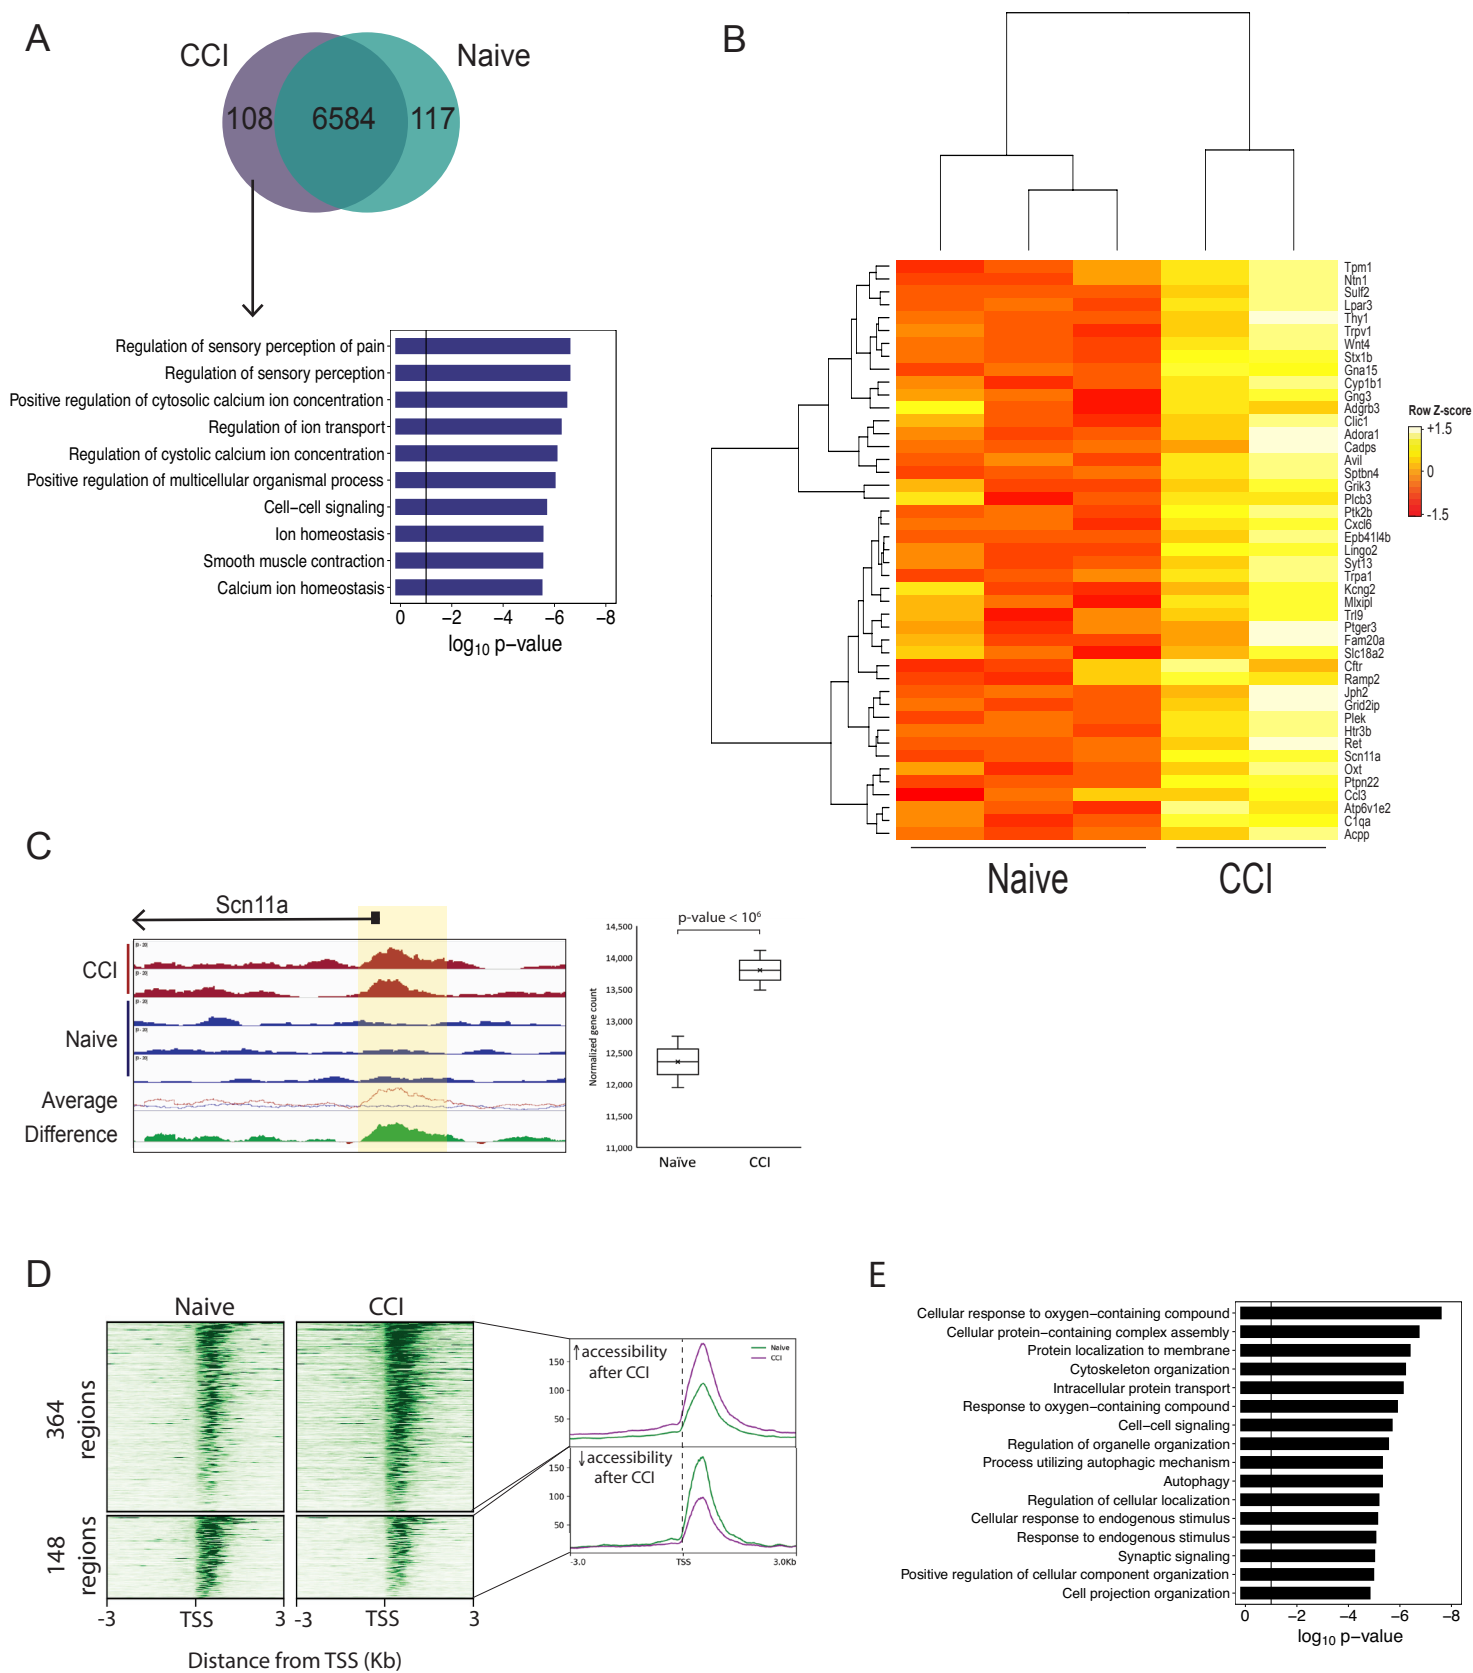 A
CCI
Naive
108
6584
117
Regulation of sensory perception of pain
Regulation of sensory perception
Positive regulation of cytosolic calcium ion concentration
Regulation of ion transport
Regulation of cystolic calcium ion concentration
Positive regulation of multicellular organismal process
Cell−cell signaling
Ion homeostasis
Smooth muscle contraction
Calcium ion homeostasis
0 −2 −4 −6 −8
log10 p−value
B
Tpm1
Ntn1
Sulf2
Lpar3
Thy1
Trpv1
Wnt4
Stx1b
Gna15
Cyp1b1
Gng3
Adgrb3
Clic1
Adora1
Cadps
Avil
Sptbn4
Grik3
Plcb3
Ptk2b
Cxcl6
Epb41l4b
Lingo2
Syt13
Trpa1
Kcng2
Mlxipl
Trl9
Ptger3
Fam20a
Slc18a2
Cftr
Ramp2
Jph2
Grid2ip
Plek
Htr3b
Ret
Scn11a
Oxt
Ptpn22
Ccl3
Atp6v1e2
C1qa
Acpp
Naive
CCI
Row Z-score
+1.5
0
-1.5
C
Scn11a
CCI
Naive
Average
Difference
[0 - 20]
[0 - 20]
[0 - 20]
[0 - 20]
[0 - 20]
p-value < 10⁶
Normalized gene count
14,500
14,000
13,500
13,000
12,500
12,000
11,500
11,000
Naïve
CCI
D
Naive
CCI
364
regions
148
regions
-3
TSS
3
-3
TSS
3
Distance from TSS (Kb)
↑accessibility
after CCI
Naive
CCI
150
100
50
↓accessibility
after CCI
150
100
50
-3.0
TSS
3.0Kb
E
Cellular response to oxygen−containing compound
Cellular protein−containing complex assembly
Protein localization to membrane
Cytoskeleton organization
Intracellular protein transport
Response to oxygen−containing compound
Cell−cell signaling
Regulation of organelle organization
Process utilizing autophagic mechanism
Autophagy
Regulation of cellular localization
Cellular response to endogenous stimulus
Response to endogenous stimulus
Synaptic signaling
Positive regulation of cellular component organization
Cell projection organization
0 −2 −4 −6 −8
log10 p−value